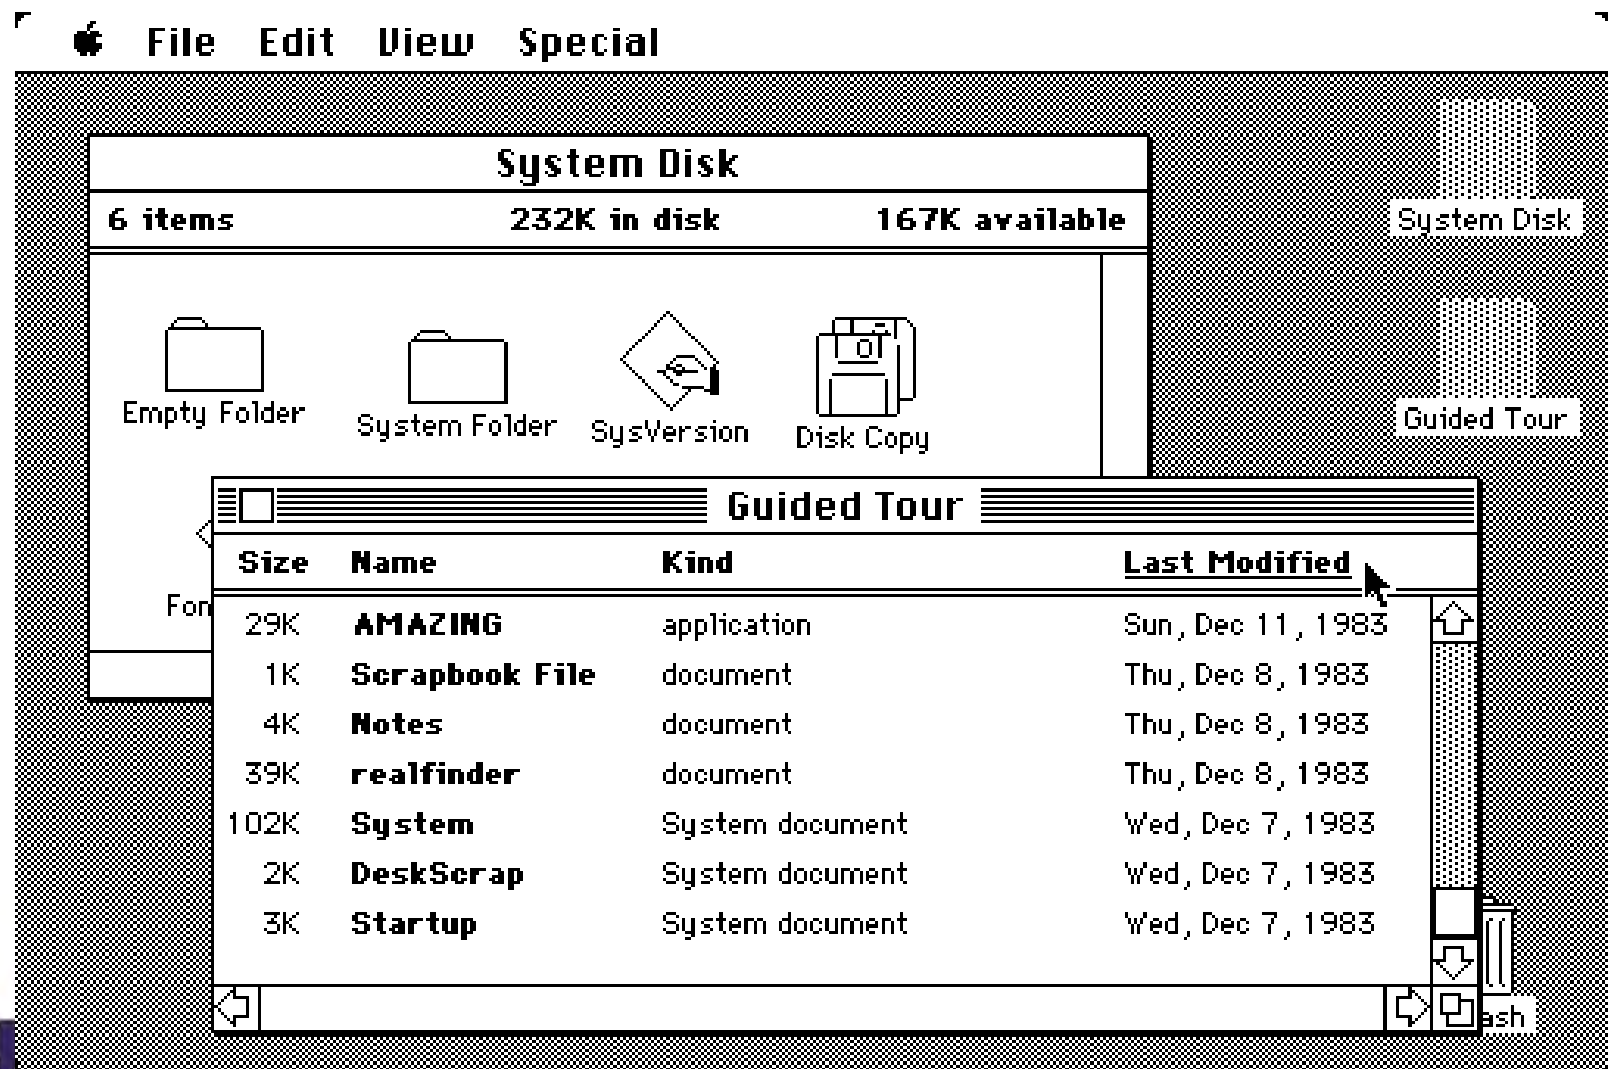 File Edit View Special
System Disk
6 items 232K in disk 167K available
System Disk
Empty Folder System Folder SysVersion Disk Copy
Guided Tour
Guided Tour
Size Name Kind Last Modified
29K AMAZING application Sun, Dec 11, 1983
1K Scrapbook File document Thu, Dec 8, 1983
4K Notes document Thu, Dec 8, 1983
39K realfinder document Thu, Dec 8, 1983
102K System System document Wed, Dec 7, 1983
2K DeskScrap System document Wed, Dec 7, 1983
3K Startup System document Wed, Dec 7, 1983